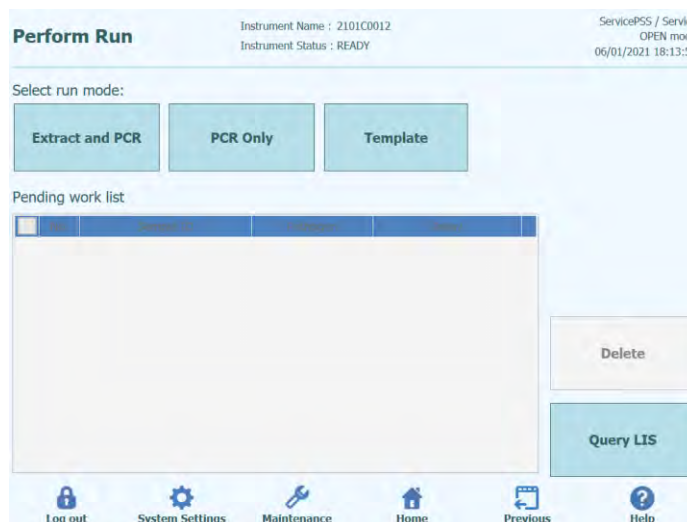 Perform Run
Instrument Name : 2101C0012
Instrument Status : READY
ServicePSS / Servi
OPEN mo
06/01/2021 18:13:5
Select run mode:
Extract and PCR
PCR Only
Template
Pending work list
Delete
Query LIS
Log out
System Settings
Maintenance
Home
Previous
Help